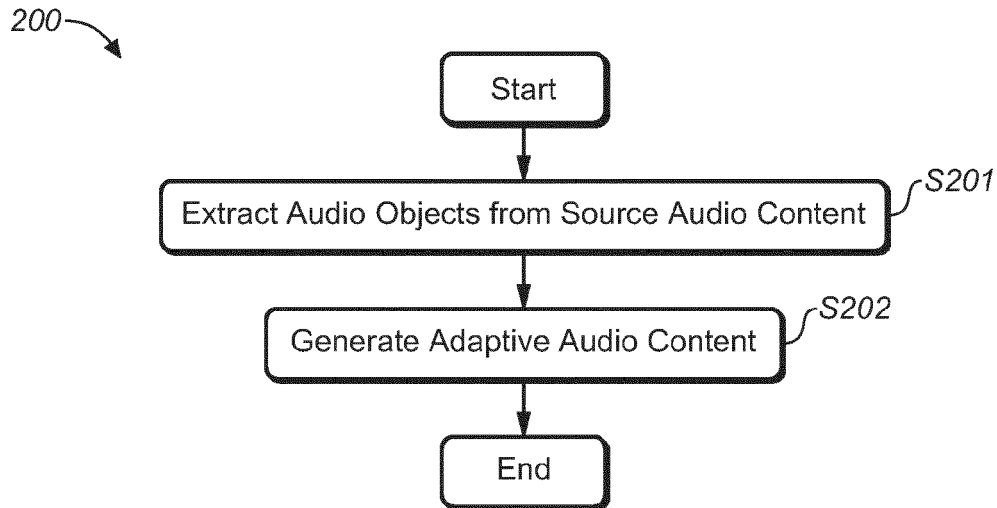 200
Start
S201
Extract Audio Objects from Source Audio Content
S202
Generate Adaptive Audio Content
End